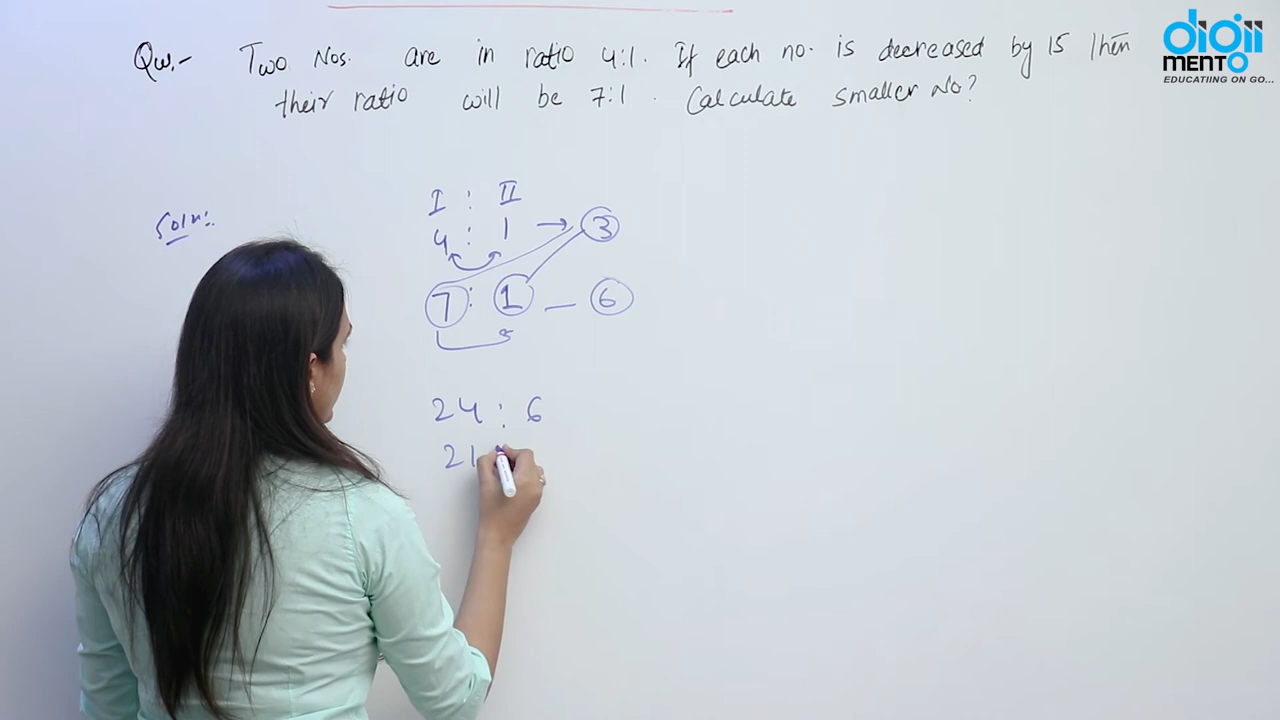 Qu:- Two Nos. are in ratio 4:1. If each no. is decreased by 15 then
their ratio will be 7:1. Calculate smaller No?
Soln:
I : II
4 : 1 → 3
7 : 1 — 6
24 : 6
21
digii
MENTO
EDUCATIING ON GO...